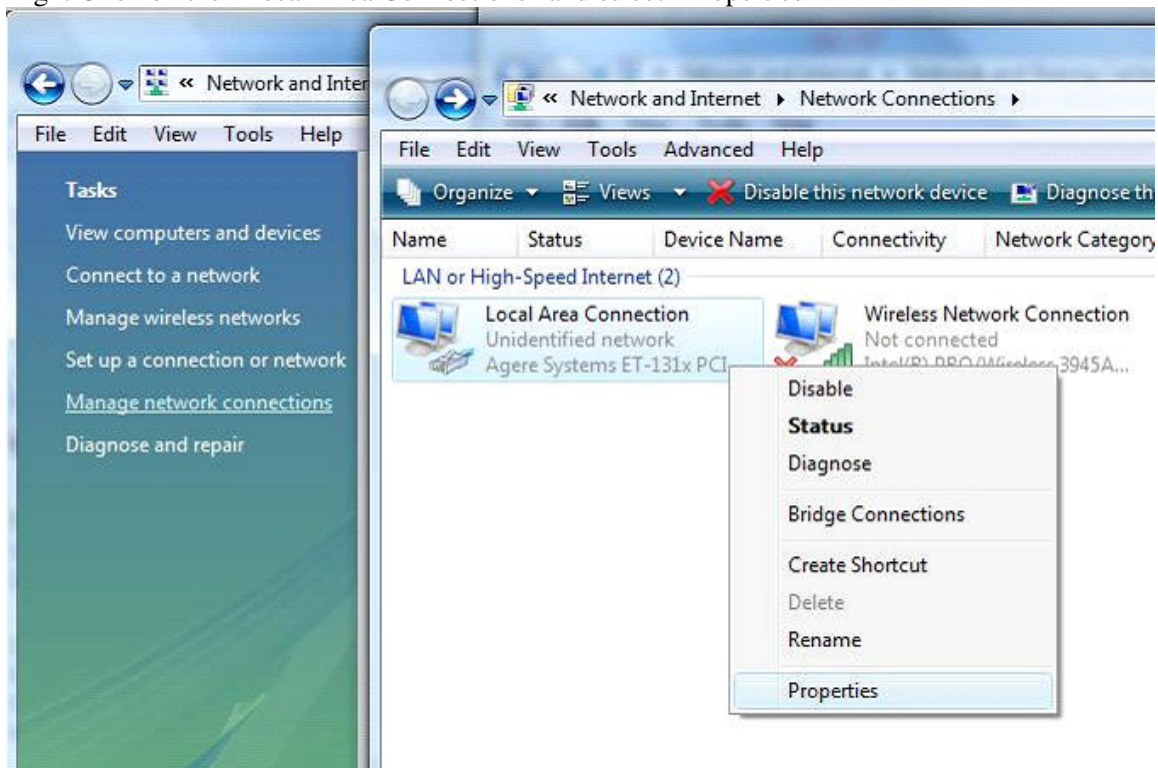 « Network and Inter
File Edit View Tools Help
Tasks
View computers and devices
Connect to a network
Manage wireless networks
Set up a connection or network
Manage network connections
Diagnose and repair
« Network and Internet ▸ Network Connections ▸
File Edit View Tools Advanced Help
Organize Views Disable this network device Diagnose th
Name Status Device Name Connectivity Network Category
LAN or High-Speed Internet (2)
Local Area Connection
Unidentified network
Agere Systems ET-131x PCI
Wireless Network Connection
Not connected
3945A...
Disable
Status
Diagnose
Bridge Connections
Create Shortcut
Delete
Rename
Properties